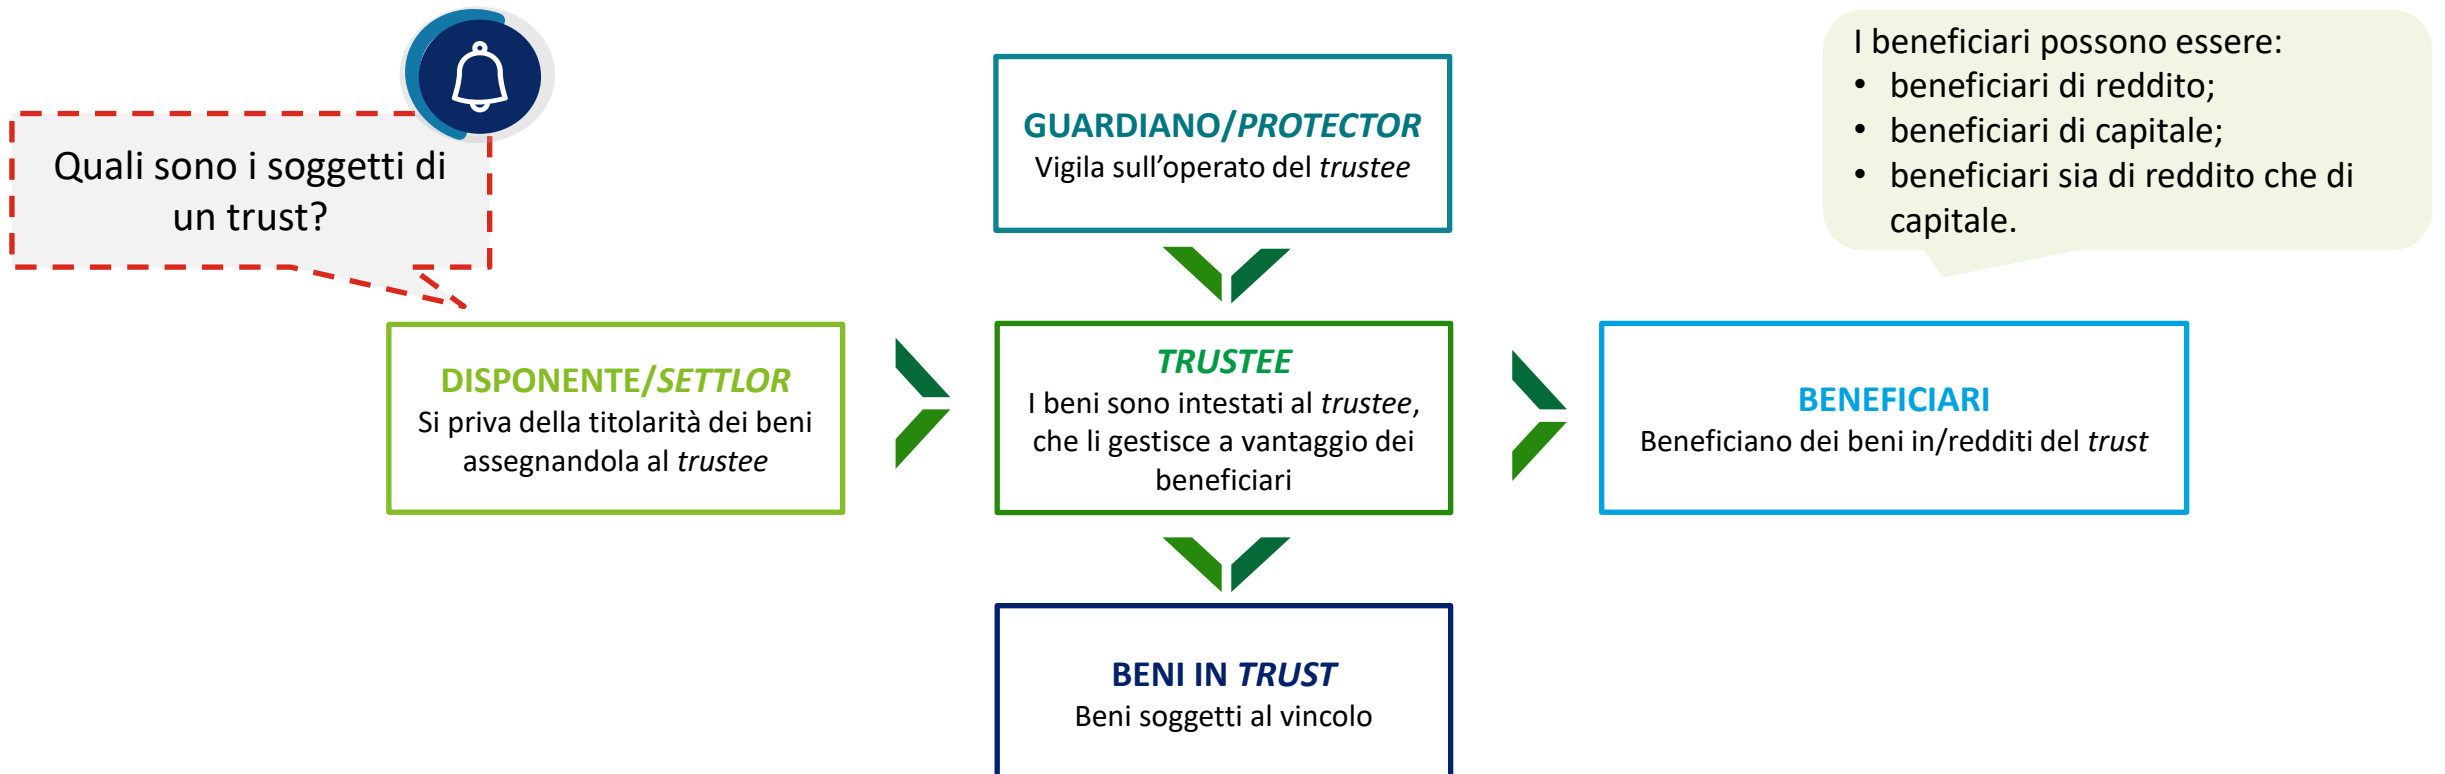 Quali sono i soggetti di
un trust?
GUARDIANO/PROTECTOR
Vigila sull’operato del trustee
I beneficiari possono essere:
• beneficiari di reddito;
• beneficiari di capitale;
• beneficiari sia di reddito che di
capitale.
DISPONENTE/SETTLOR
Si priva della titolarità dei beni
assegnandola al trustee
TRUSTEE
I beni sono intestati al trustee,
che li gestisce a vantaggio dei
beneficiari
BENEFICIARI
Beneficiano dei beni in/redditi del trust
BENI IN TRUST
Beni soggetti al vincolo